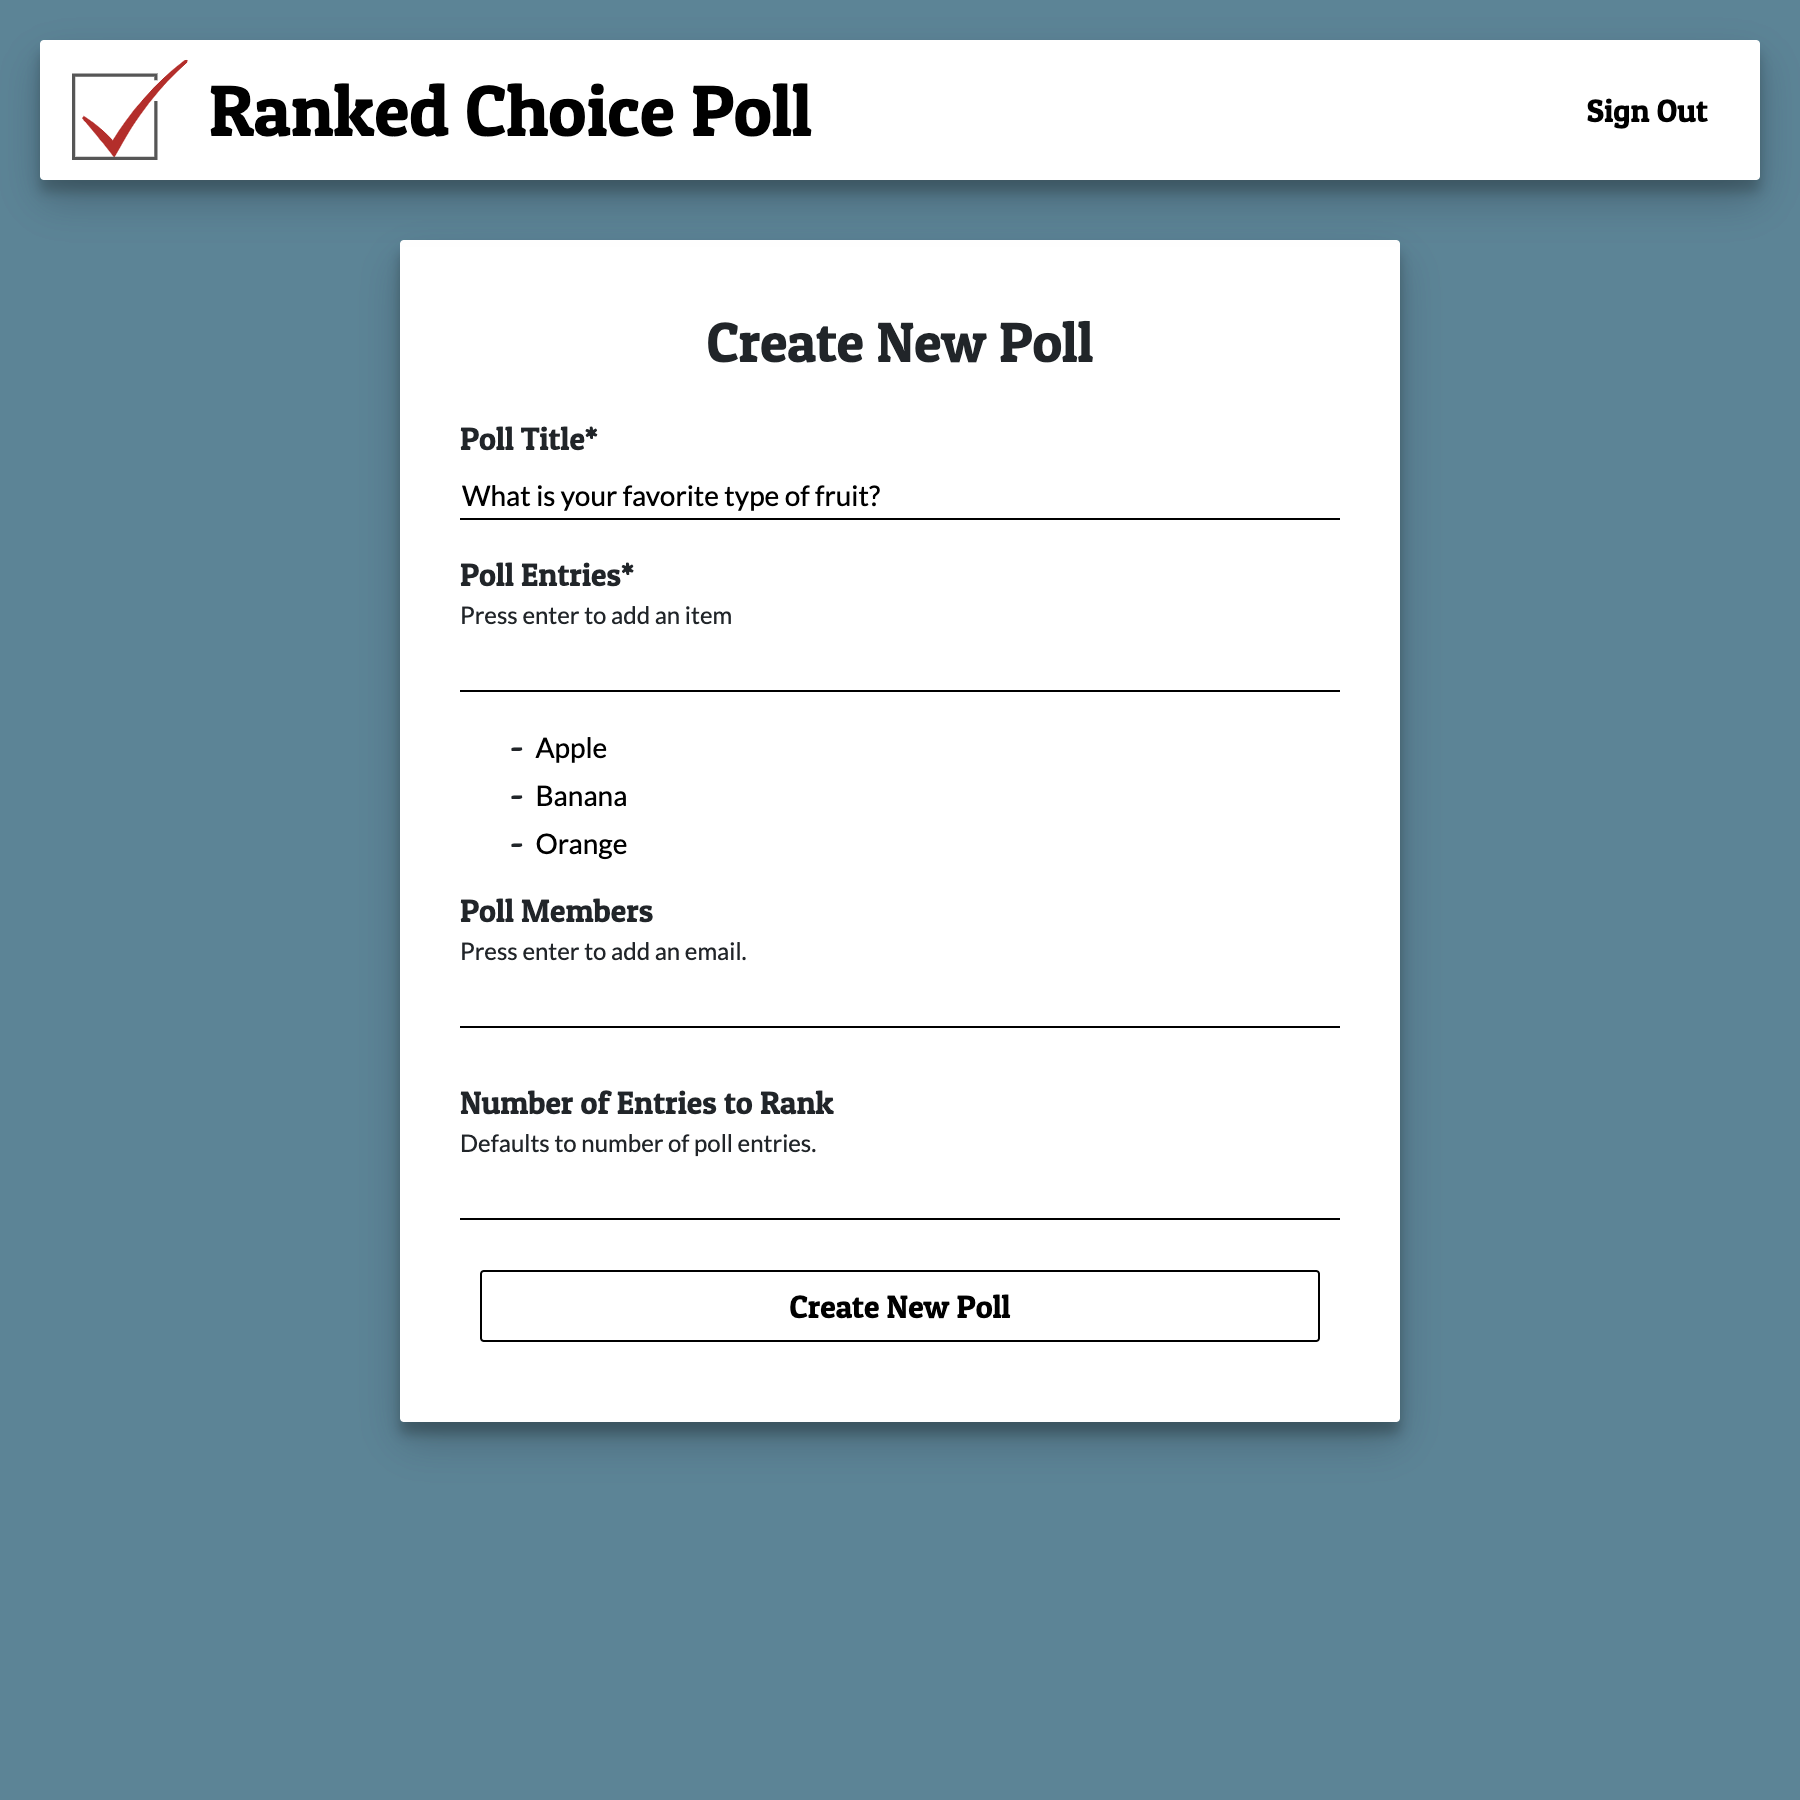 Ranked Choice Poll
Sign Out
Create New Poll
Poll Title*
What is your favorite type of fruit?
Poll Entries*
Press enter to add an item
- Apple
- Banana
- Orange
Poll Members
Press enter to add an email.
Number of Entries to Rank
Defaults to number of poll entries.
Create New Poll